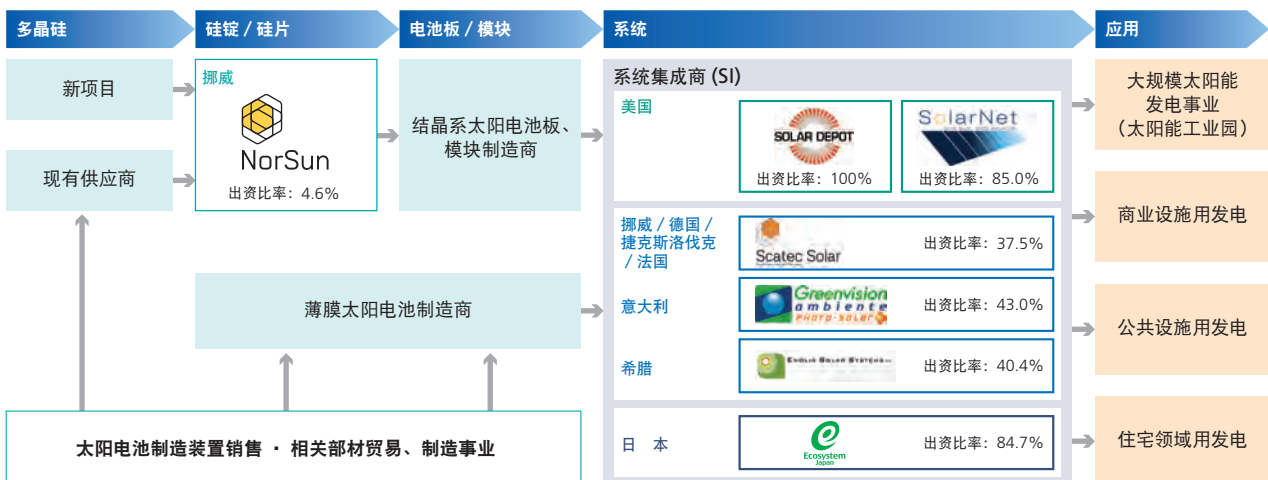 多晶硅
硅锭 / 硅片
电池板 / 模块
系统
应用
新项目
现有供应商
挪威
NorSun
出资比率：4.6%
结晶系太阳电池板、
模块制造商
薄膜太阳电池制造商
太阳电池制造装置销售 · 相关部材贸易、制造事业
系统集成商 (SI)
美国
SOLAR DEPOT
出资比率：100%
SolarNet
出资比率：85.0%
挪威 / 德国 /
捷克斯洛伐克
/ 法国
Scatec Solar
出资比率：37.5%
意大利
Greenvision
ambiente
PHOTO-SOLAR
出资比率：43.0%
希腊
SOLAR SYSTEMS
出资比率：40.4%
日 本
Ecosystem
Japan
出资比率：84.7%
大规模太阳能
发电事业
（太阳能工业园）
商业设施用发电
公共设施用发电
住宅领域用发电